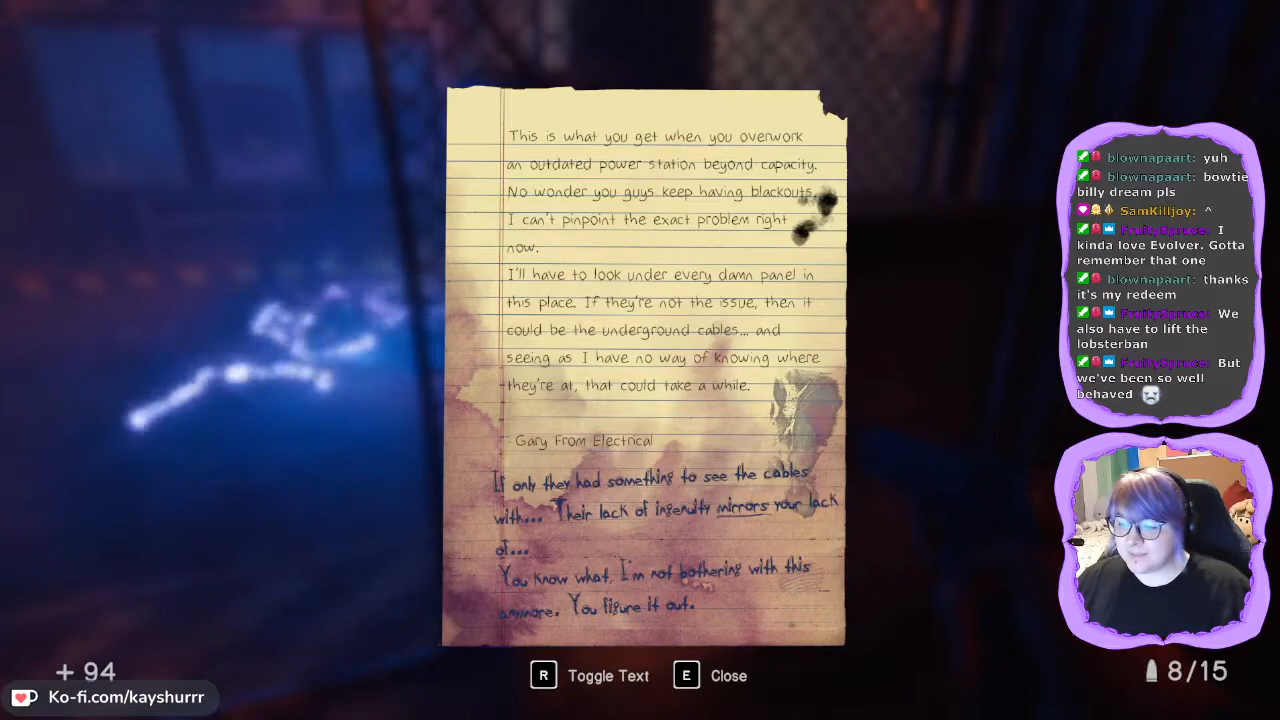 This is what you get when you overwork
an outdated power station beyond capacity.
No wonder you guys keep having blackouts.
I can't pinpoint the exact problem right
now.
I'll have to look under every damn panel in
this place. If they're not the issue, then it
could be the underground cables... and
seeing as I have no way of knowing where
they're at, that could take a while.
Gary From Electrical
If only they had something to see the cables
with... Their lack of ingenuity mirrors your lack
of...
You know what, I'm not bothering with this
anymore. You figure it out.
R Toggle Text E Close
+ 94
Ko-fi.com/kayshurrr
8/15
blownapaart: yuh
blownapaart: bowtie
billy dream pls
SamKilljoy: ^
FruitySpruce: I
kinda love Evolver. Gotta
remember that one
blownapaart: thanks
it's my redeem
FruitySpruce: We
also have to lift the
lobsterban
FruitySpruce: But
we've been so well
behaved